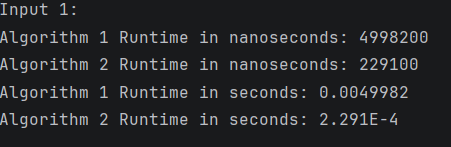 Input 1:
Algorithm 1 Runtime in nanoseconds: 4998200
Algorithm 2 Runtime in nanoseconds: 229100
Algorithm 1 Runtime in seconds: 0.0049982
Algorithm 2 Runtime in seconds: 2.291E-4